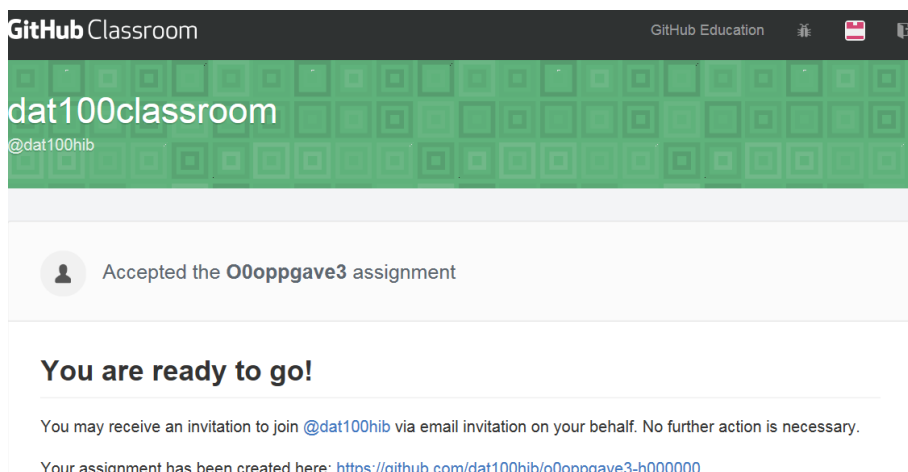 GitHub Classroom
GitHub Education
dat100classroom
@dat100hib
Accepted the O0oppgave3 assignment
You are ready to go!
You may receive an invitation to join @dat100hib via email invitation on your behalf. No further action is necessary.
Your assignment has been created here: https://github.com/dat100hib/o0oppgave3-h000000